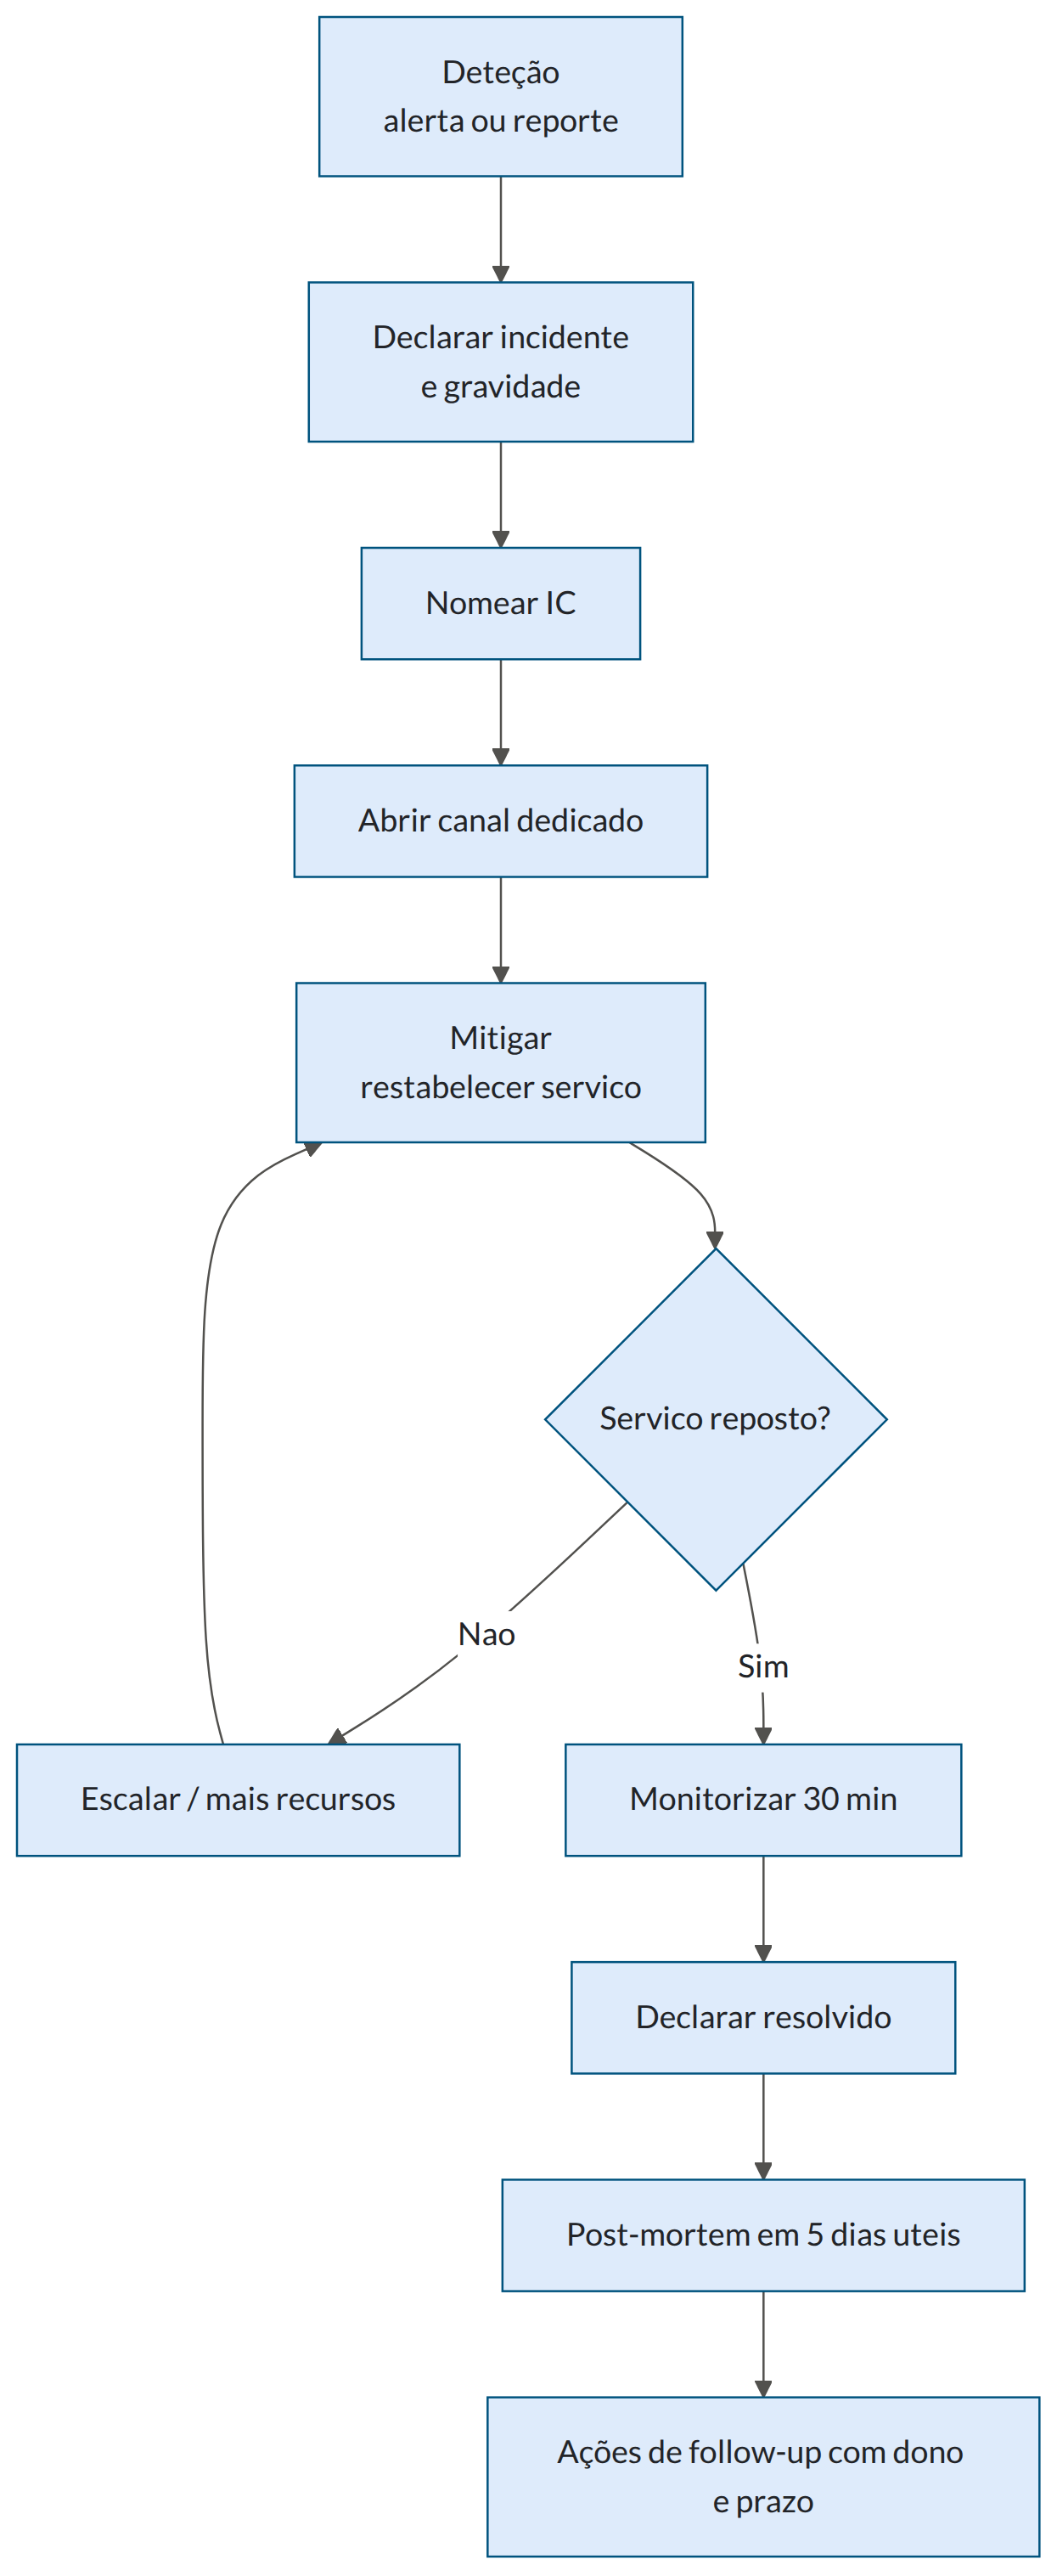 Deteção
alerta ou reporte
Declarar incidente
e gravidade
Nomear IC
Abrir canal dedicado
Mitigar
restabelecer servico
Servico reposto?
Nao
Sim
Escalar / mais recursos
Monitorizar 30 min
Declarar resolvido
Post-mortem em 5 dias uteis
Ações de follow-up com dono
e prazo